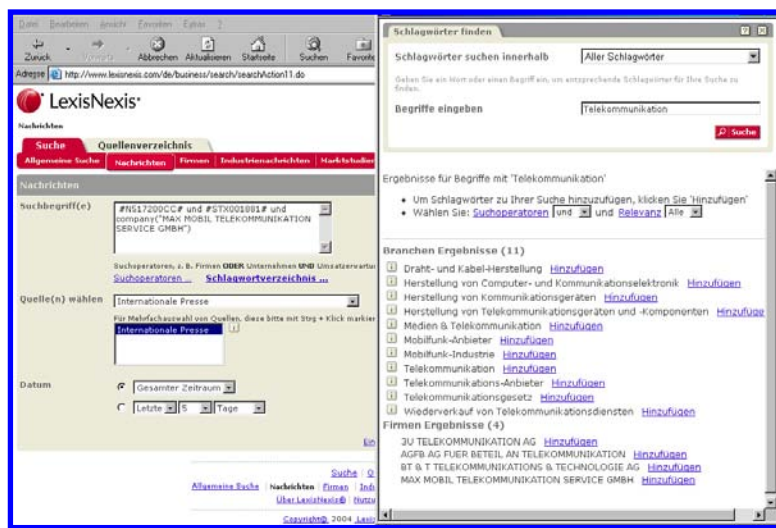 Datei Bearbeiten Ansicht Favoriten Extras ?
Zurück Vorwärts Abbrechen Aktualisieren Startseite Suchen Favorite
Adresse http://www.lexisnexis.com/de/business/search/searchAction11.do
LexisNexis
Nachrichten
Suche Quellenverzeichnis
Allgemeine Suche Nachrichten Firmen Industrienachrichten Marktstudien
Nachrichten
Suchbegriff(e)
#NS17200CC# und #STX001881# und
company("MAX MOBIL TELEKOMMUNIKATION
SERVICE GMBH")
Suchoperatoren, z. B. Firmen ODER Unternehmen UND Umsatzerwartu
Suchoperatoren ... Schlagwortverzeichnis ...
Quelle(n) wählen Internationale Presse
Für Mehrfachauswahl von Quellen, diese bitte mit Strg + Klick markier
Internationale Presse
Datum Gesamter Zeitraum
Letzte 5 Tage
Suche
Allgemeine Suche Nachrichten Firmen
Über LexisNexis® Nutzu
Copyright© 2004
Schlagwörter finden
Schlagwörter suchen innerhalb Aller Schlagwörter
Geben Sie ein Wort oder einen Begriff ein, um entsprechende Schlagwörter für Ihre Suche zu
finden.
Begriffe eingeben Telekommunikation
Suche
Ergebnisse für Begriffe mit 'Telekommunikation'
• Um Schlagwörter zu Ihrer Suche hinzuzufügen, klicken Sie 'Hinzufügen'
• Wählen Sie: Suchoperatoren und und Relevanz Alle
Branchen Ergebnisse (11)
Draht- und Kabel-Herstellung Hinzufügen
Herstellung von Computer- und Kommunikationselektronik Hinzufügen
Herstellung von Kommunikationsgeräten Hinzufügen
Herstellung von Telekommunikationsgeräten und -Komponenten Hinzufüge
Medien & Telekommunikation Hinzufügen
Mobilfunk-Anbieter Hinzufügen
Mobilfunk-Industrie Hinzufügen
Telekommunikation Hinzufügen
Telekommunikations-Anbieter Hinzufügen
Telekommunikationsgesetz Hinzufügen
Wiederverkauf von Telekommunikationsdiensten Hinzufügen
Firmen Ergebnisse (4)
3U TELEKOMMUNIKATION AG Hinzufügen
AGFB AG FUER BETEIL AN TELEKOMMUNIKATION Hinzufügen
BT & T TELEKOMMUNIKATIONS & TECHNOLOGIE AG Hinzufügen
MAX MOBIL TELEKOMMUNIKATION SERVICE GMBH Hinzufügen